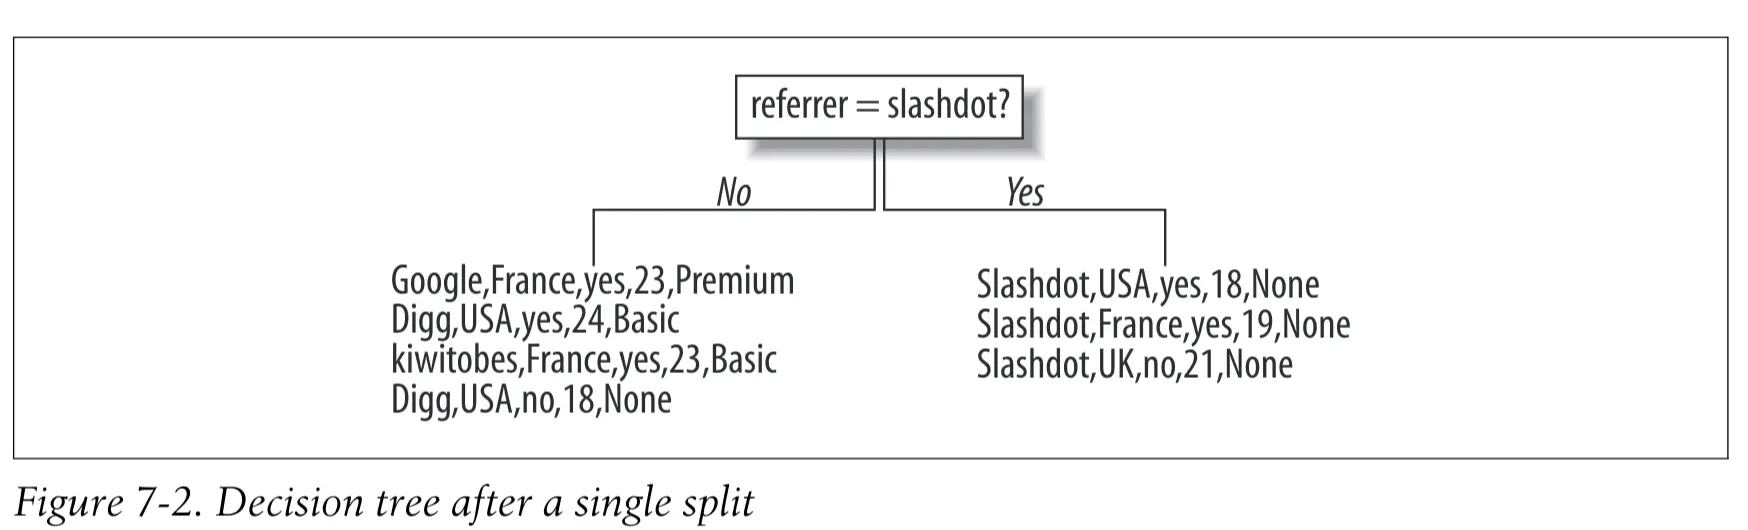 referrer = slashdot?
No
Yes
Google,France,yes,23,Premium
Digg,USA,yes,24,Basic
kiwitobes,France,yes,23,Basic
Digg,USA,no,18,None
Slashdot,USA,yes,18,None
Slashdot,France,yes,19,None
Slashdot,UK,no,21,None
Figure 7-2. Decision tree after a single split